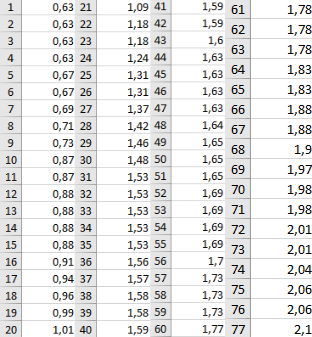 1 0,63 21 1,09 41 1,59 61 1,78
2 0,63 22 1,18 42 1,59 62 1,78
3 0,63 23 1,18 43 1,6 63 1,78
4 0,63 24 1,24 44 1,63 64 1,83
5 0,67 25 1,31 45 1,63 65 1,83
6 0,67 26 1,31 46 1,63 66 1,88
7 0,69 27 1,37 47 1,63 67 1,88
8 0,71 28 1,42 48 1,64 68 1,9
9 0,73 29 1,46 49 1,65 69 1,97
10 0,87 30 1,48 50 1,65 70 1,98
11 0,87 31 1,53 51 1,65 71 1,98
12 0,88 32 1,53 52 1,69 72 2,01
13 0,88 33 1,53 53 1,69 73 2,01
14 0,88 34 1,53 54 1,69 74 2,04
15 0,88 35 1,53 55 1,69 75 2,06
16 0,91 36 1,56 56 1,7 76 2,06
17 0,94 37 1,57 57 1,73 77 2,1
18 0,96 38 1,58 58 1,73
19 0,99 39 1,58 59 1,73
20 1,01 40 1,59 60 1,77